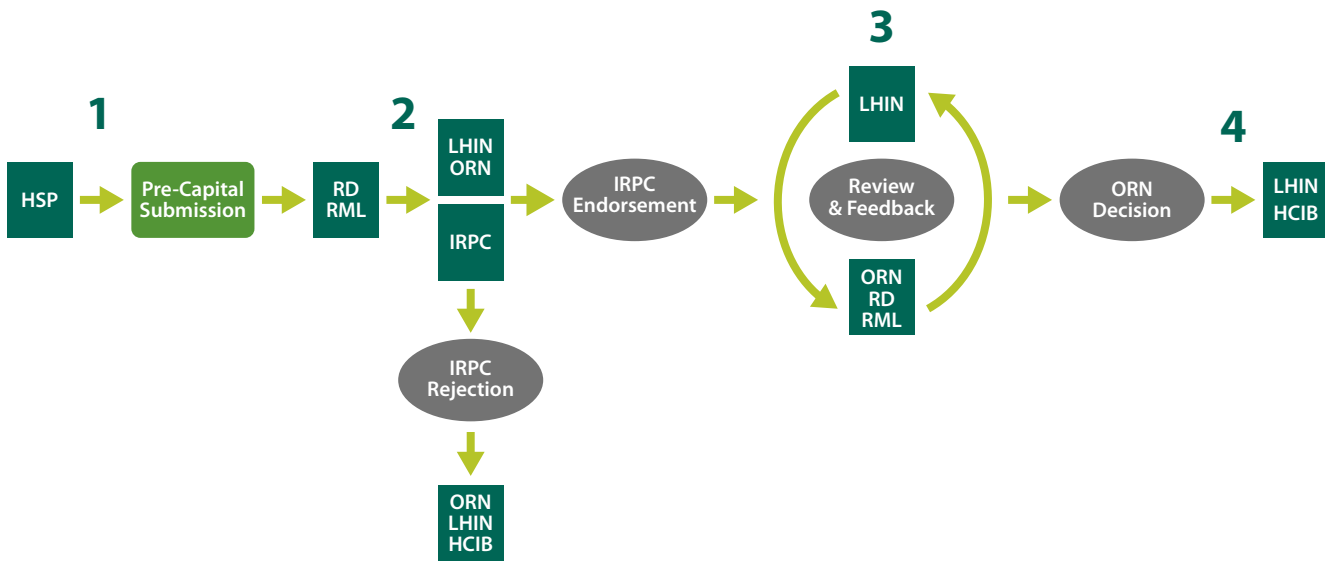 1
HSP
Pre-Capital
Submission
RD
RML
2
LHIN
ORN
IRPC
IRPC
Rejection
ORN
LHIN
HCIB
IRPC
Endorsement
3
LHIN
Review
& Feedback
ORN
RD
RML
ORN
Decision
4
LHIN
HCIB